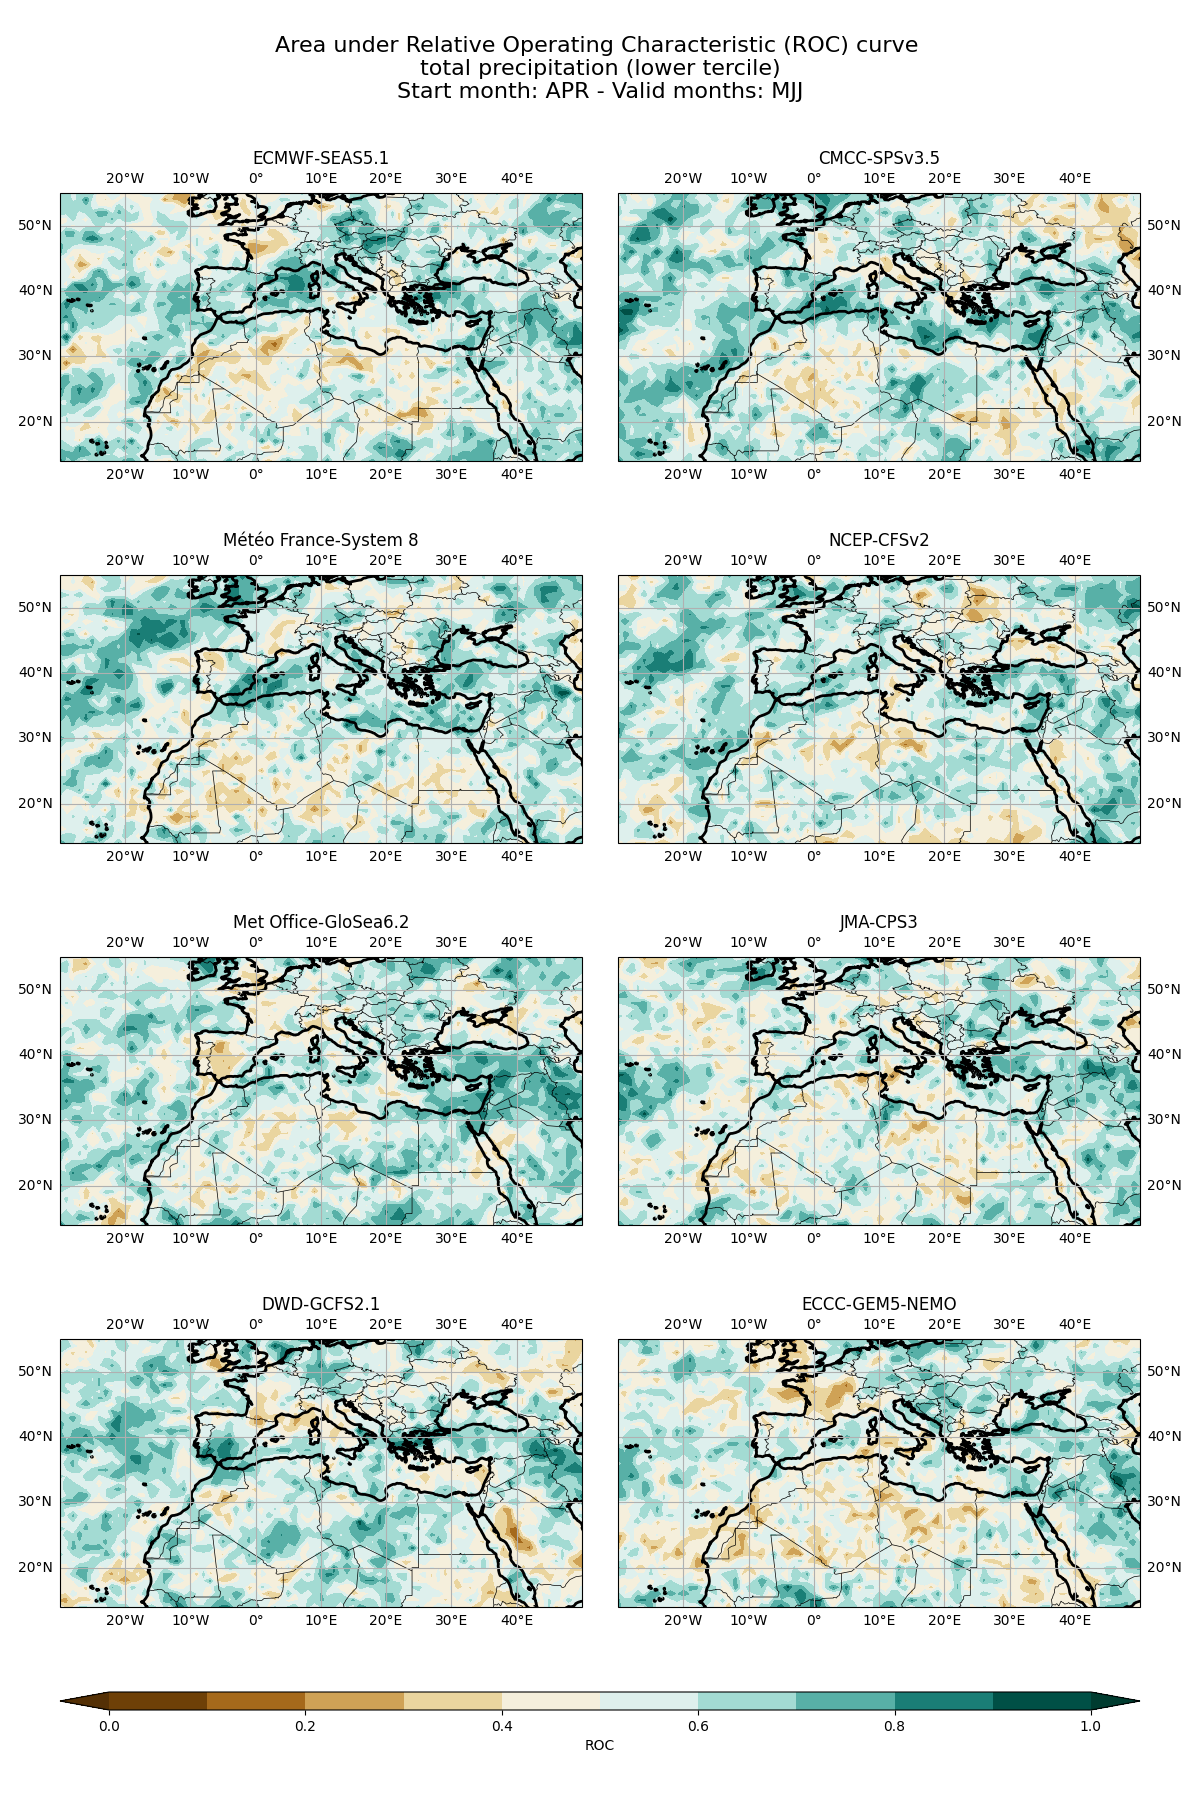 Area under Relative Operating Characteristic (ROC) curve
total precipitation (lower tercile)
Start month: APR - Valid months: MJJ
ECMWF-SEAS5.1
20°W 10°W 0° 10°E 20°E 30°E 40°E
50°N
40°N
30°N
20°N
20°W 10°W 0° 10°E 20°E 30°E 40°E
CMCC-SPSv3.5
20°W 10°W 0° 10°E 20°E 30°E 40°E
50°N
40°N
30°N
20°N
20°W 10°W 0° 10°E 20°E 30°E 40°E
Météo France-System 8
20°W 10°W 0° 10°E 20°E 30°E 40°E
50°N
40°N
30°N
20°N
20°W 10°W 0° 10°E 20°E 30°E 40°E
NCEP-CFSv2
20°W 10°W 0° 10°E 20°E 30°E 40°E
50°N
40°N
30°N
20°N
20°W 10°W 0° 10°E 20°E 30°E 40°E
Met Office-GloSea6.2
20°W 10°W 0° 10°E 20°E 30°E 40°E
50°N
40°N
30°N
20°N
20°W 10°W 0° 10°E 20°E 30°E 40°E
JMA-CPS3
20°W 10°W 0° 10°E 20°E 30°E 40°E
50°N
40°N
30°N
20°N
20°W 10°W 0° 10°E 20°E 30°E 40°E
DWD-GCFS2.1
20°W 10°W 0° 10°E 20°E 30°E 40°E
50°N
40°N
30°N
20°N
20°W 10°W 0° 10°E 20°E 30°E 40°E
ECCC-GEM5-NEMO
20°W 10°W 0° 10°E 20°E 30°E 40°E
50°N
40°N
30°N
20°N
20°W 10°W 0° 10°E 20°E 30°E 40°E
0.0 0.2 0.4 0.6 0.8 1.0
ROC